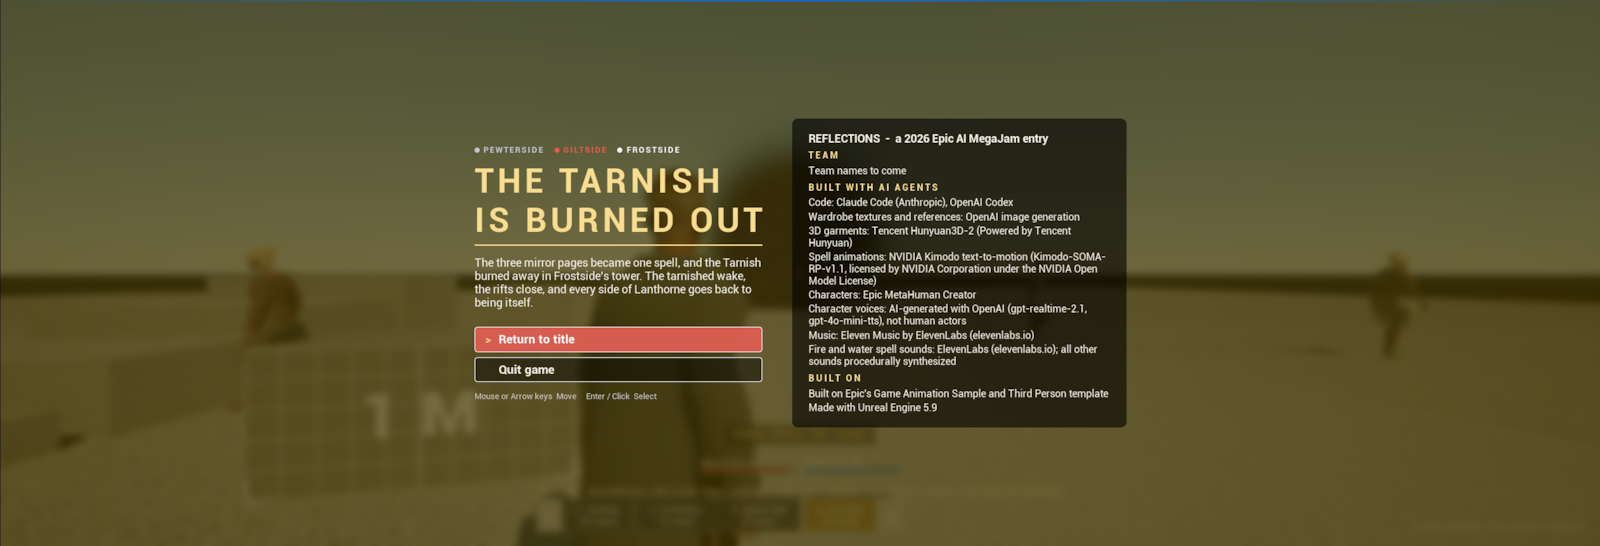 PEWTERSIDE GILTSIDE FROSTSIDE
THE TARNISH
IS BURNED OUT
The three mirror pages became one spell, and the Tarnish
burned away in Frostside's tower. The tarnished wake,
the rifts close, and every side of Lanthorne goes back to
being itself.
> Return to title
Quit game
Mouse or Arrow keys Move Enter / Click Select
REFLECTIONS - a 2026 Epic AI MegaJam entry
TEAM
Team names to come
BUILT WITH AI AGENTS
Code: Claude Code (Anthropic), OpenAI Codex
Wardrobe textures and references: OpenAI image generation
3D garments: Tencent Hunyuan3D-2 (Powered by Tencent
Hunyuan)
Spell animations: NVIDIA Kimodo text-to-motion (Kimodo-SOMA-
RP-v1.1, licensed by NVIDIA Corporation under the NVIDIA Open
Model License)
Characters: Epic MetaHuman Creator
Character voices: AI-generated with OpenAI (gpt-realtime-2.1,
gpt-4o-mini-tts), not human actors
Music: Eleven Music by ElevenLabs (elevenlabs.io)
Fire and water spell sounds: ElevenLabs (elevenlabs.io); all other
sounds procedurally synthesized
BUILT ON
Built on Epic's Game Animation Sample and Third Person template
Made with Unreal Engine 5.9
1 M